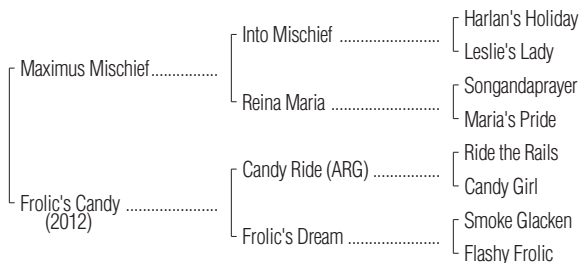 Harlan's Holiday
Into Mischief ..................
Leslie's Lady
Maximus Mischief................
Songandaprayer
Reina Maria ....................
Maria's Pride
Ride the Rails
Candy Ride (ARG) ................
Candy Girl
Frolic's Candy ......................
(2012)
Smoke Glacken
Frolic's Dream .....................
Flashy Frolic